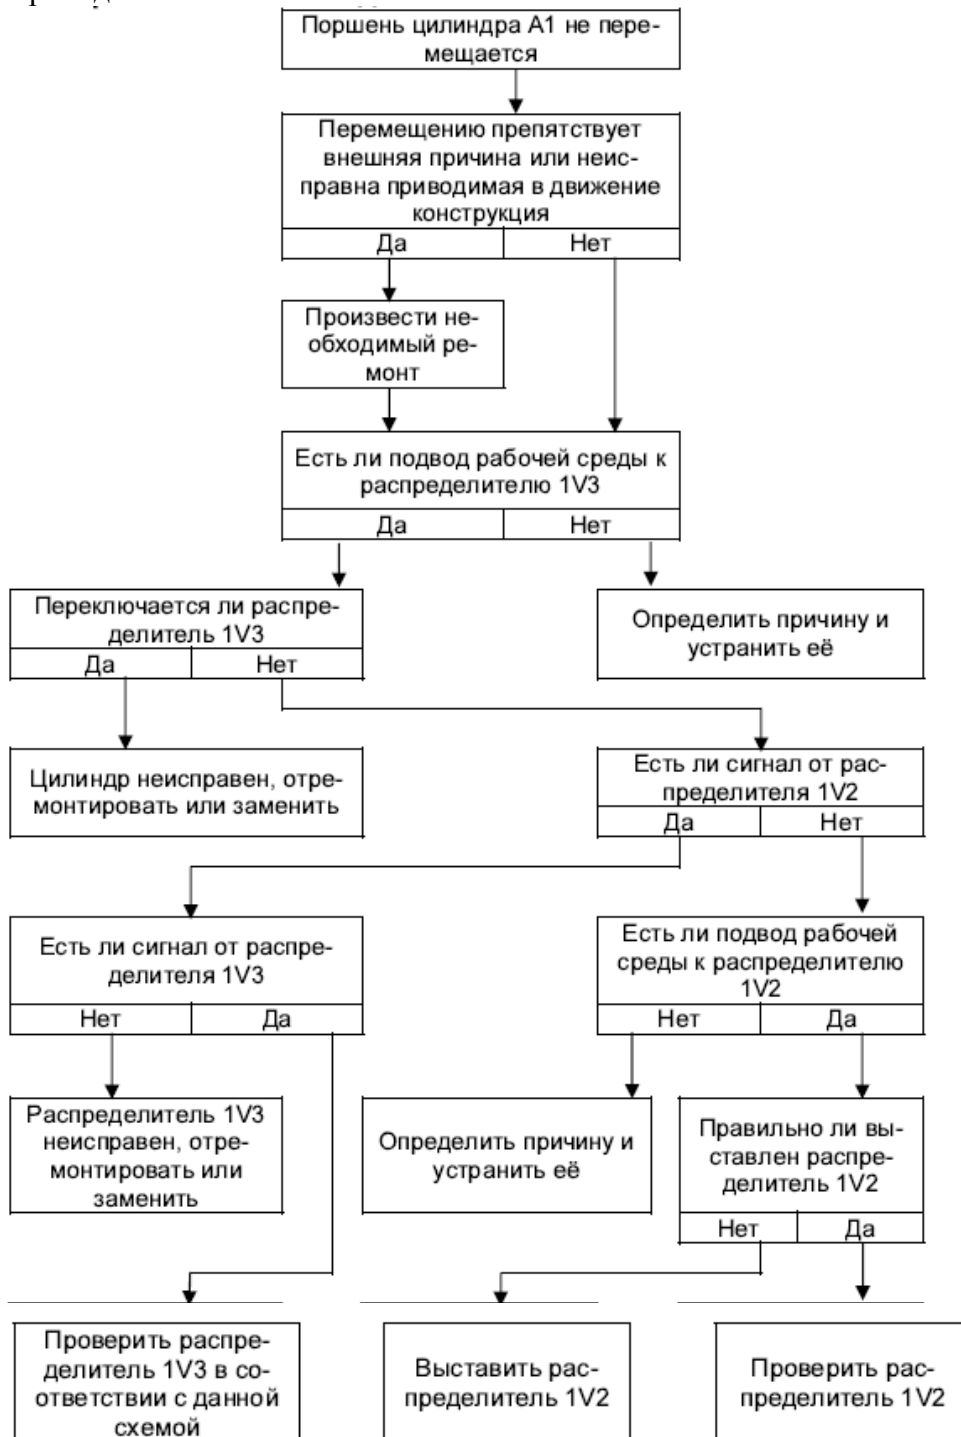 Поршень цилиндра А1 не пере-
мещается
Перемещению препятствует
внешняя причина или неис-
правна приводимая в движение
конструкция
Да Нет
Произвести не-
обходимый ре-
монт
Есть ли подвод рабочей среды к
распределителю 1V3
Да Нет
Переключается ли распре-
делитель 1V3
Да Нет
Определить причину и
устранить её
Цилиндр неисправен, отре-
монтировать или заменить
Есть ли сигнал от рас-
пределителя 1V2
Да Нет
Есть ли сигнал от распре-
делителя 1V3
Нет Да
Есть ли подвод рабочей
среды к распределителю
1V2
Нет Да
Распределитель 1V3
неисправен, отре-
монтировать или
заменить
Определить причину и
устранить её
Правильно ли вы-
ставлен распре-
делитель 1V2
Нет Да
Проверить распре-
делитель 1V3 в со-
ответствии с данной
схемой
Выставить рас-
пределитель 1V2
Проверить рас-
пределитель 1V2